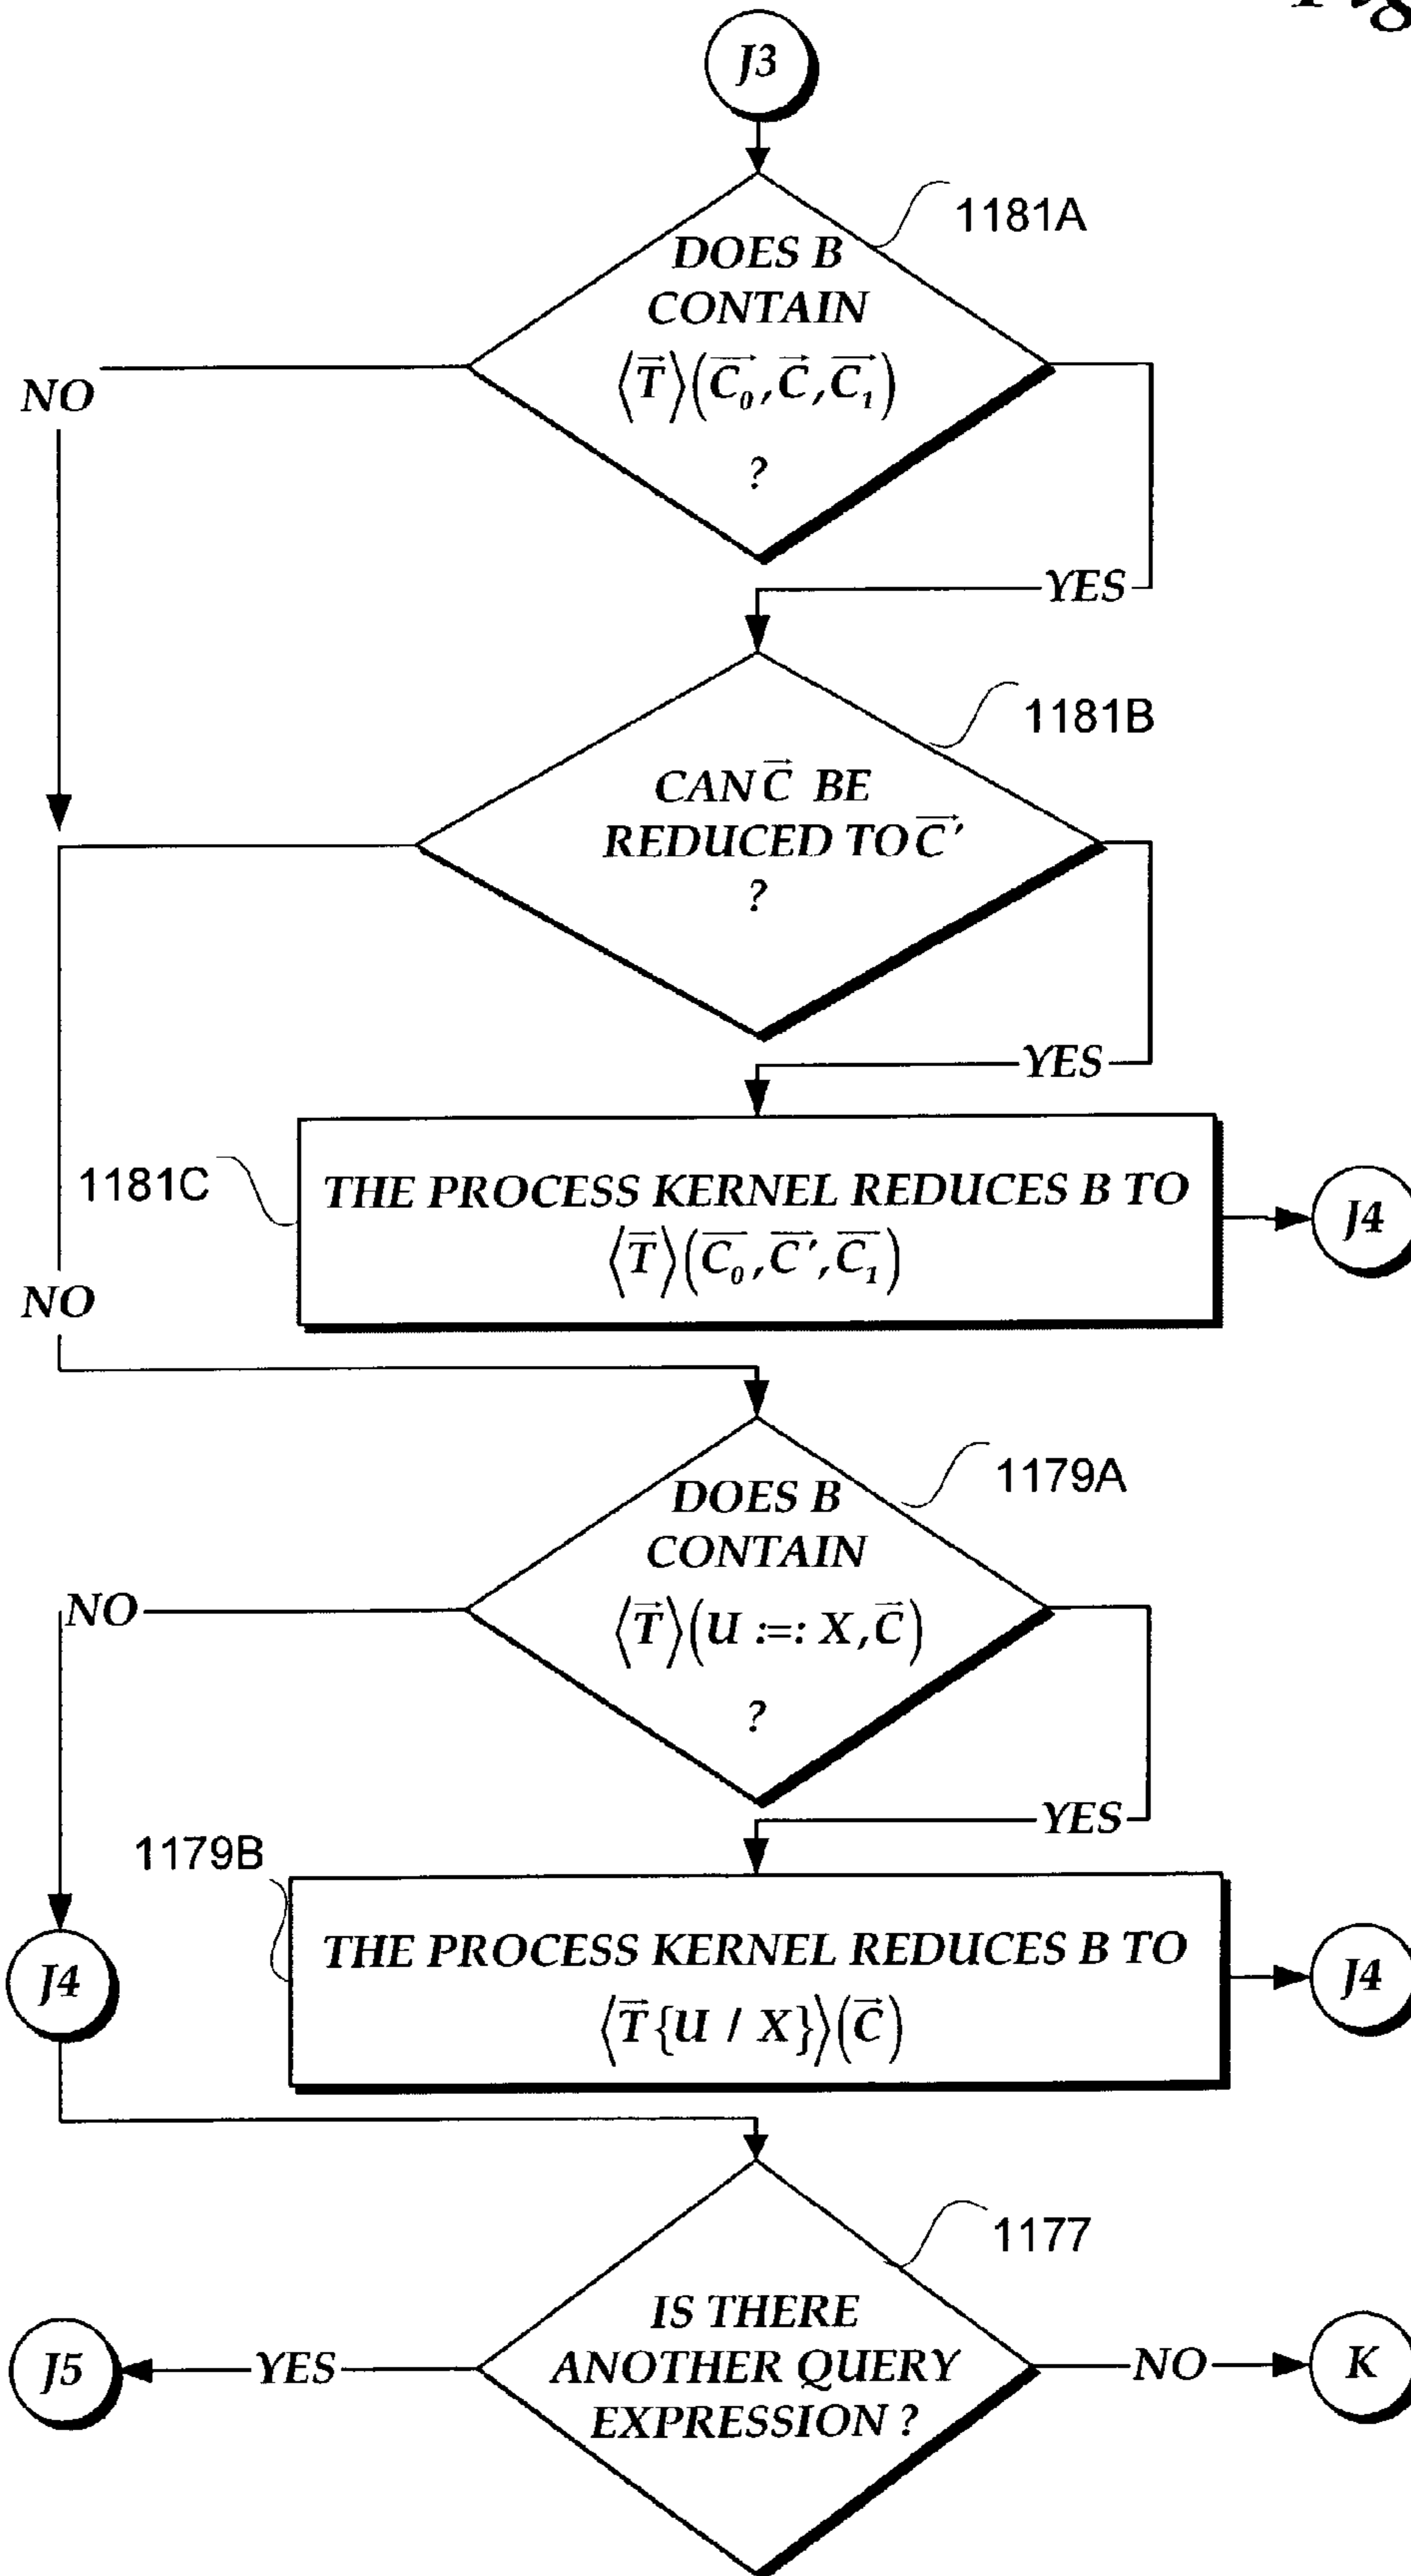 J3
1181A
DOES B
CONTAIN
⟨T⃗⟩(C₀⃗, C⃗, C₁⃗)
?
NO
YES
1181B
CAN C⃗ BE
REDUCED TO C⃗'
?
YES
1181C
THE PROCESS KERNEL REDUCES B TO
⟨T⃗⟩(C₀⃗, C⃗', C₁⃗)
J4
NO
1179A
DOES B
CONTAIN
⟨T⃗⟩(U :=: X, C⃗)
?
NO
YES
1179B
THE PROCESS KERNEL REDUCES B TO
⟨T⃗{U / X}⟩(C⃗)
J4
J4
1177
IS THERE
ANOTHER QUERY
EXPRESSION ?
J5
YES
NO
K